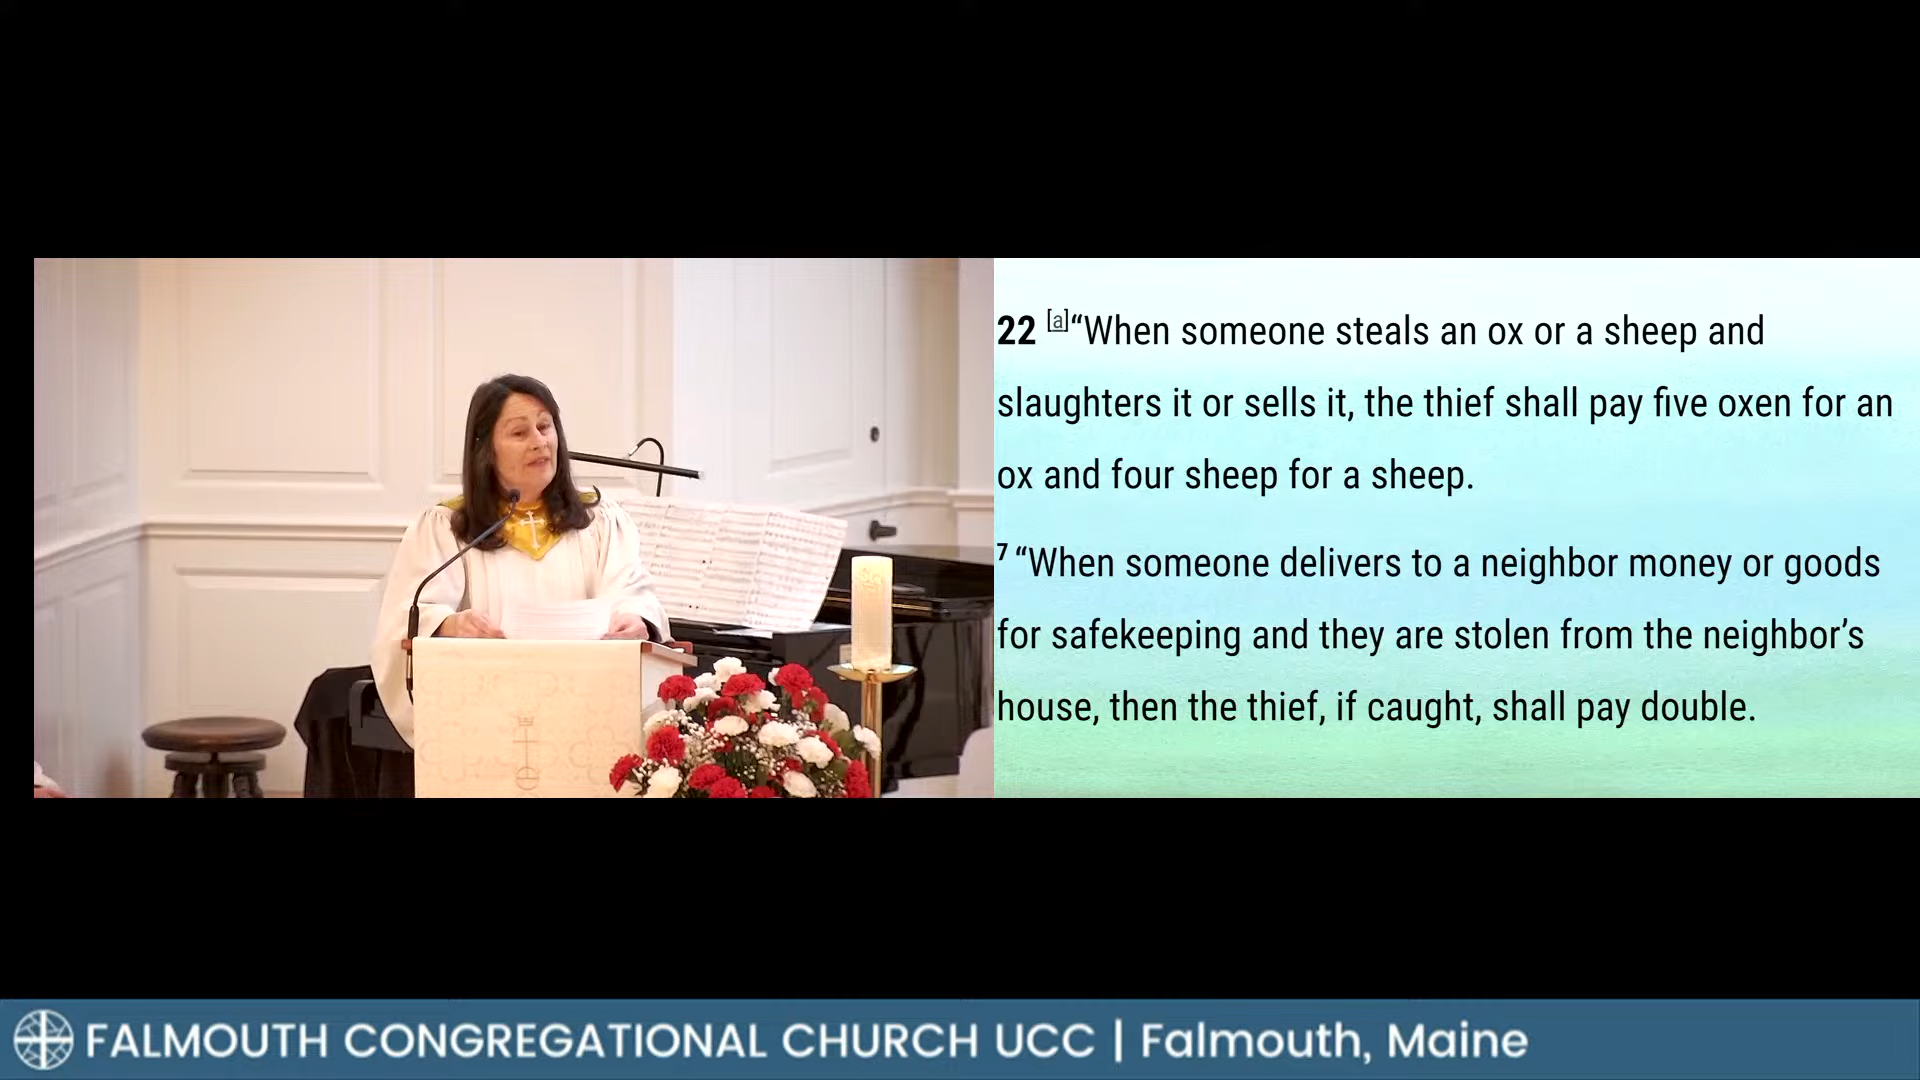 22 [a]“When someone steals an ox or a sheep and
slaughters it or sells it, the thief shall pay five oxen for an
ox and four sheep for a sheep.
7 “When someone delivers to a neighbor money or goods
for safekeeping and they are stolen from the neighbor’s
house, then the thief, if caught, shall pay double.
FALMOUTH CONGREGATIONAL CHURCH UCC | Falmouth, Maine